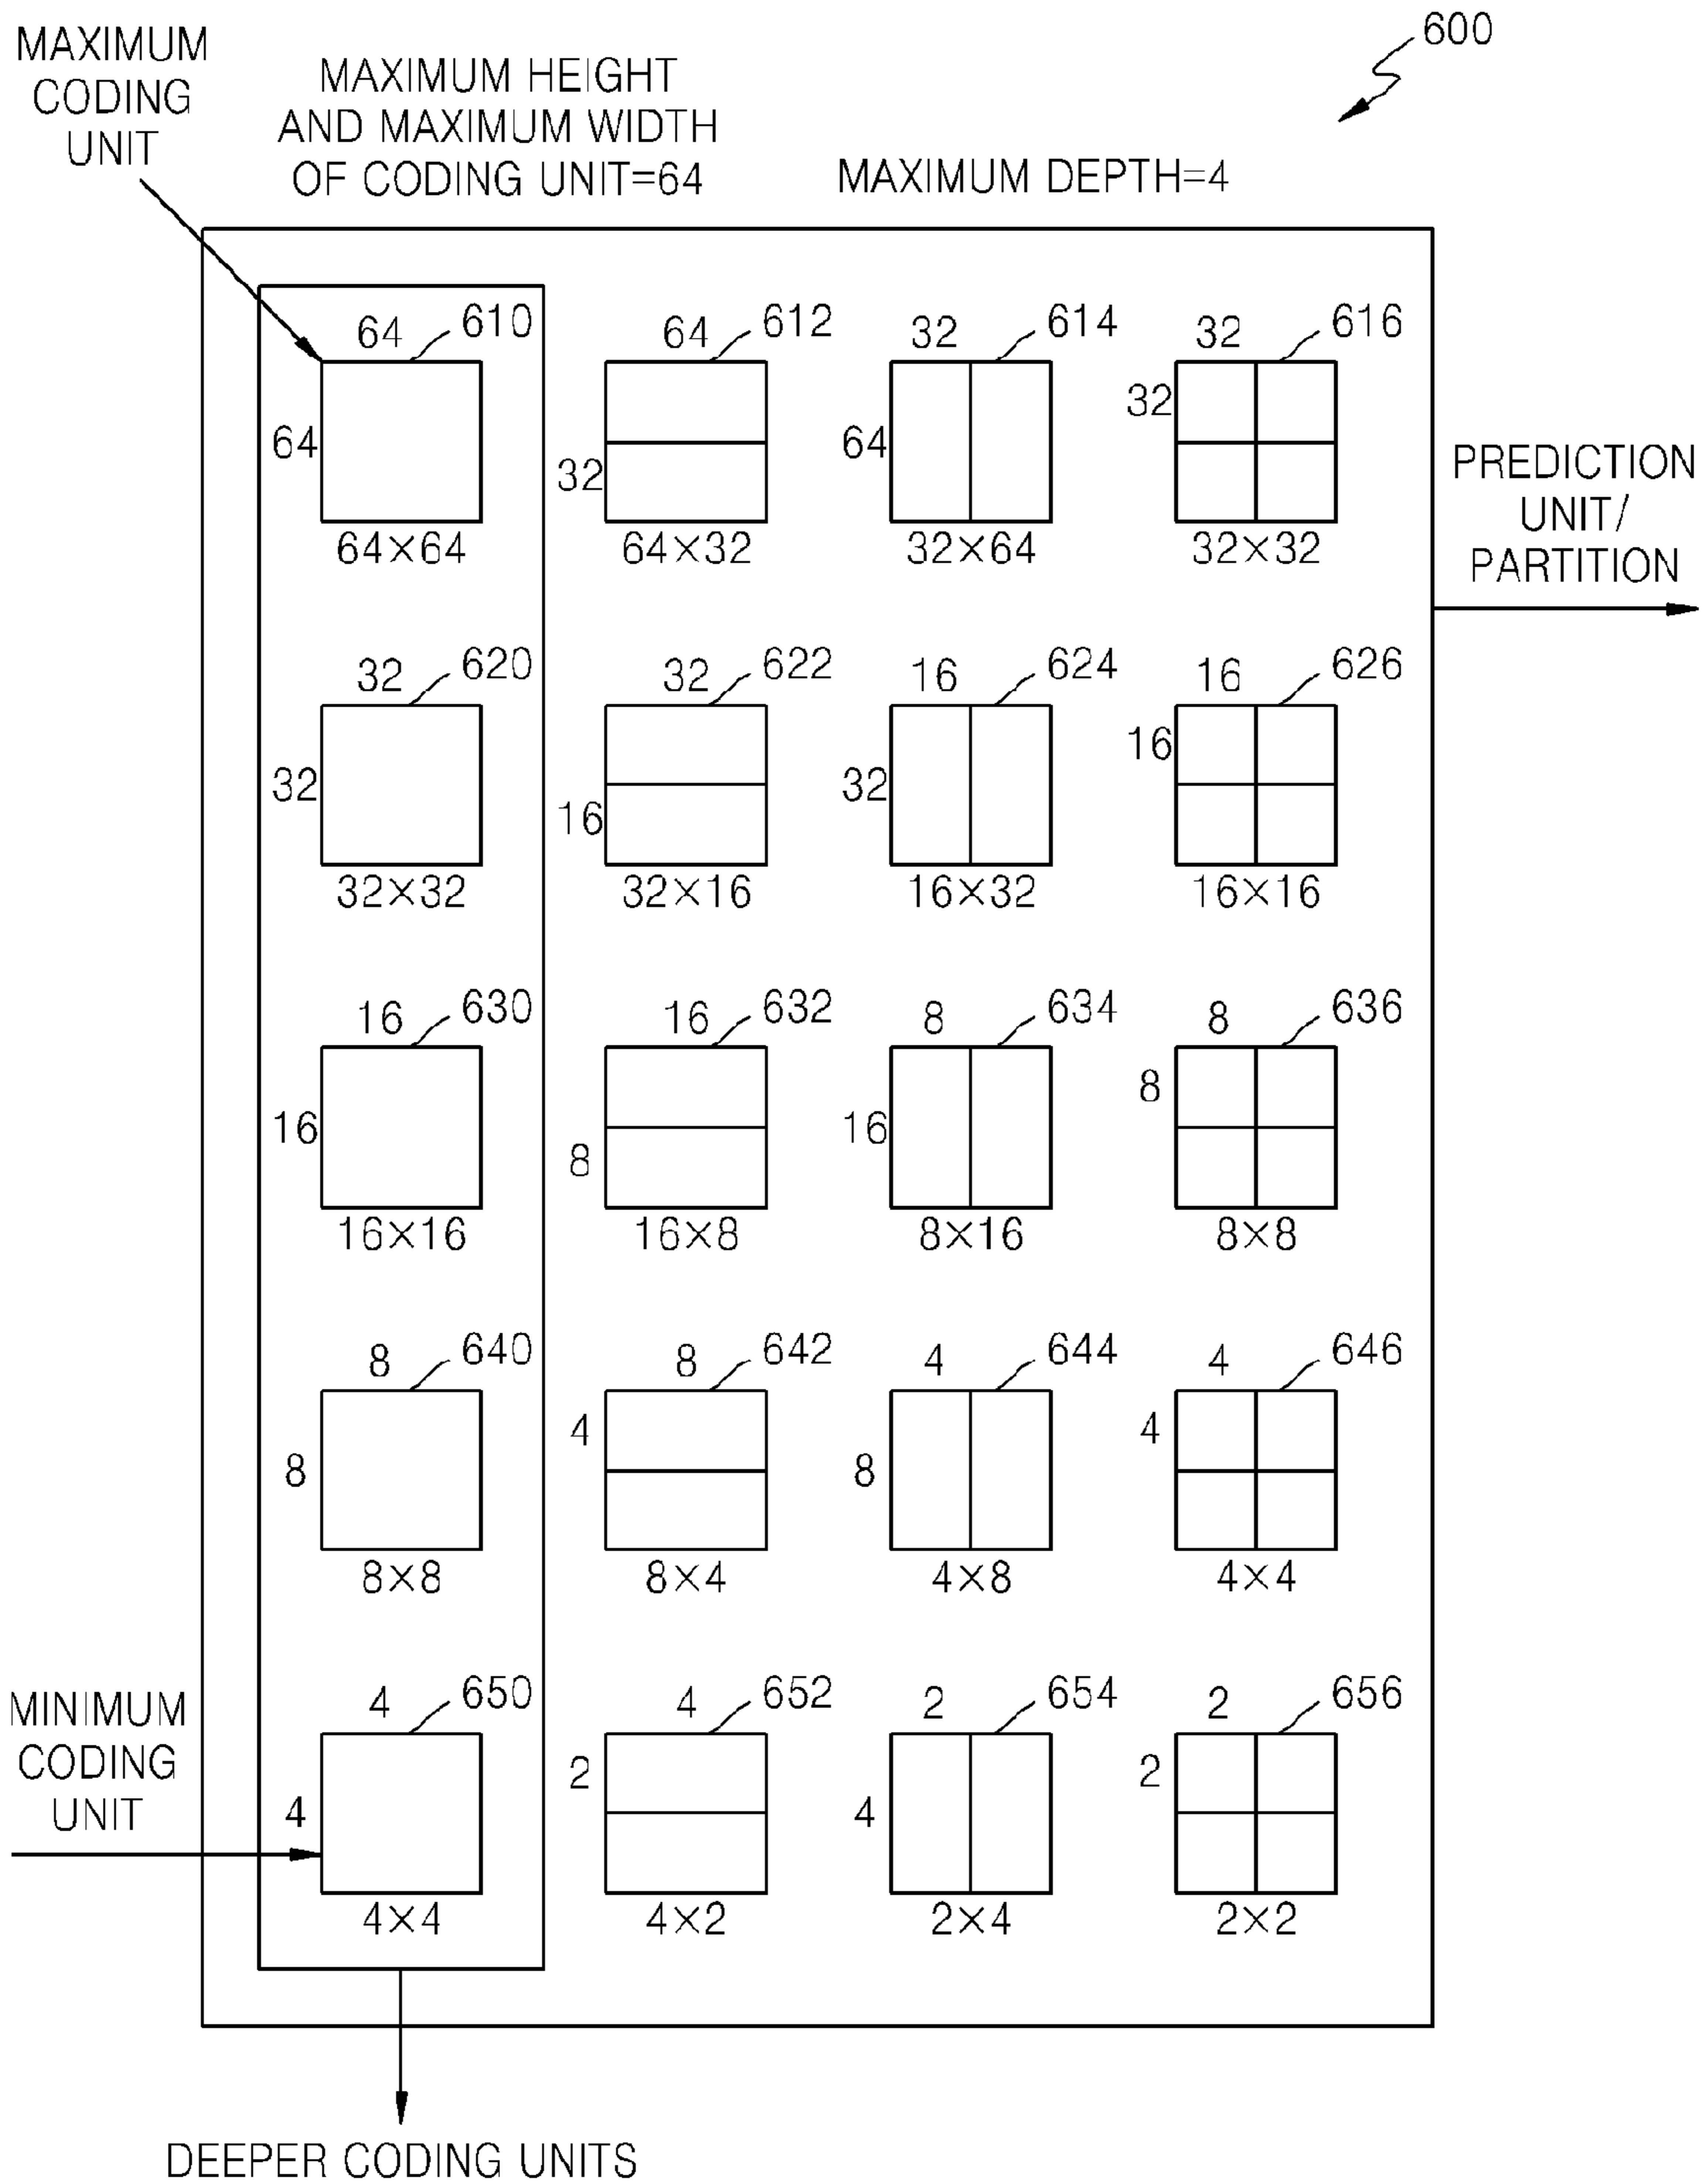 600
MAXIMUM
CODING
UNIT
MAXIMUM HEIGHT
AND MAXIMUM WIDTH
OF CODING UNIT=64
MAXIMUM DEPTH=4
64 610 64 612 32 614 32 616
64 32 64 32
64×64 64×32 32×64 32×32
PREDICTION
UNIT/
PARTITION
32 620 32 622 16 624 16 626
32 16 32 16
32×32 32×16 16×32 16×16
16 630 16 632 8 634 8 636
16 8 16 8
16×16 16×8 8×16 8×8
8 640 8 642 4 644 4 646
8 4 8 4
8×8 8×4 4×8 4×4
MINIMUM
CODING
UNIT
4 650 4 652 2 654 2 656
4 2 4 2
4×4 4×2 2×4 2×2
DEEPER CODING UNITS